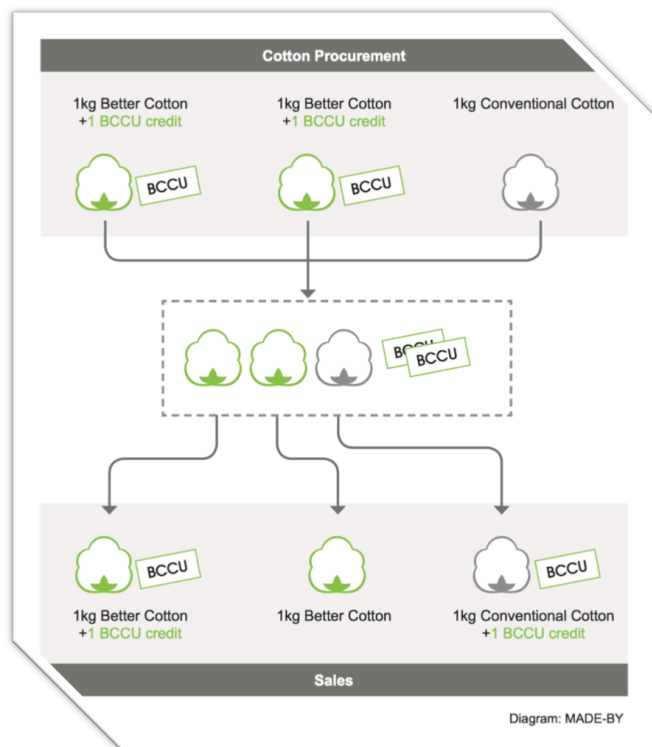 Cotton Procurement
1kg Better Cotton
+1 BCCU credit
1kg Better Cotton
+1 BCCU credit
1kg Conventional Cotton
BCCU
BCCU
BCCU
BCCU
BCCU
BCCU
1kg Better Cotton
+1 BCCU credit
1kg Better Cotton
1kg Conventional Cotton
+1 BCCU credit
Sales
Diagram: MADE-BY